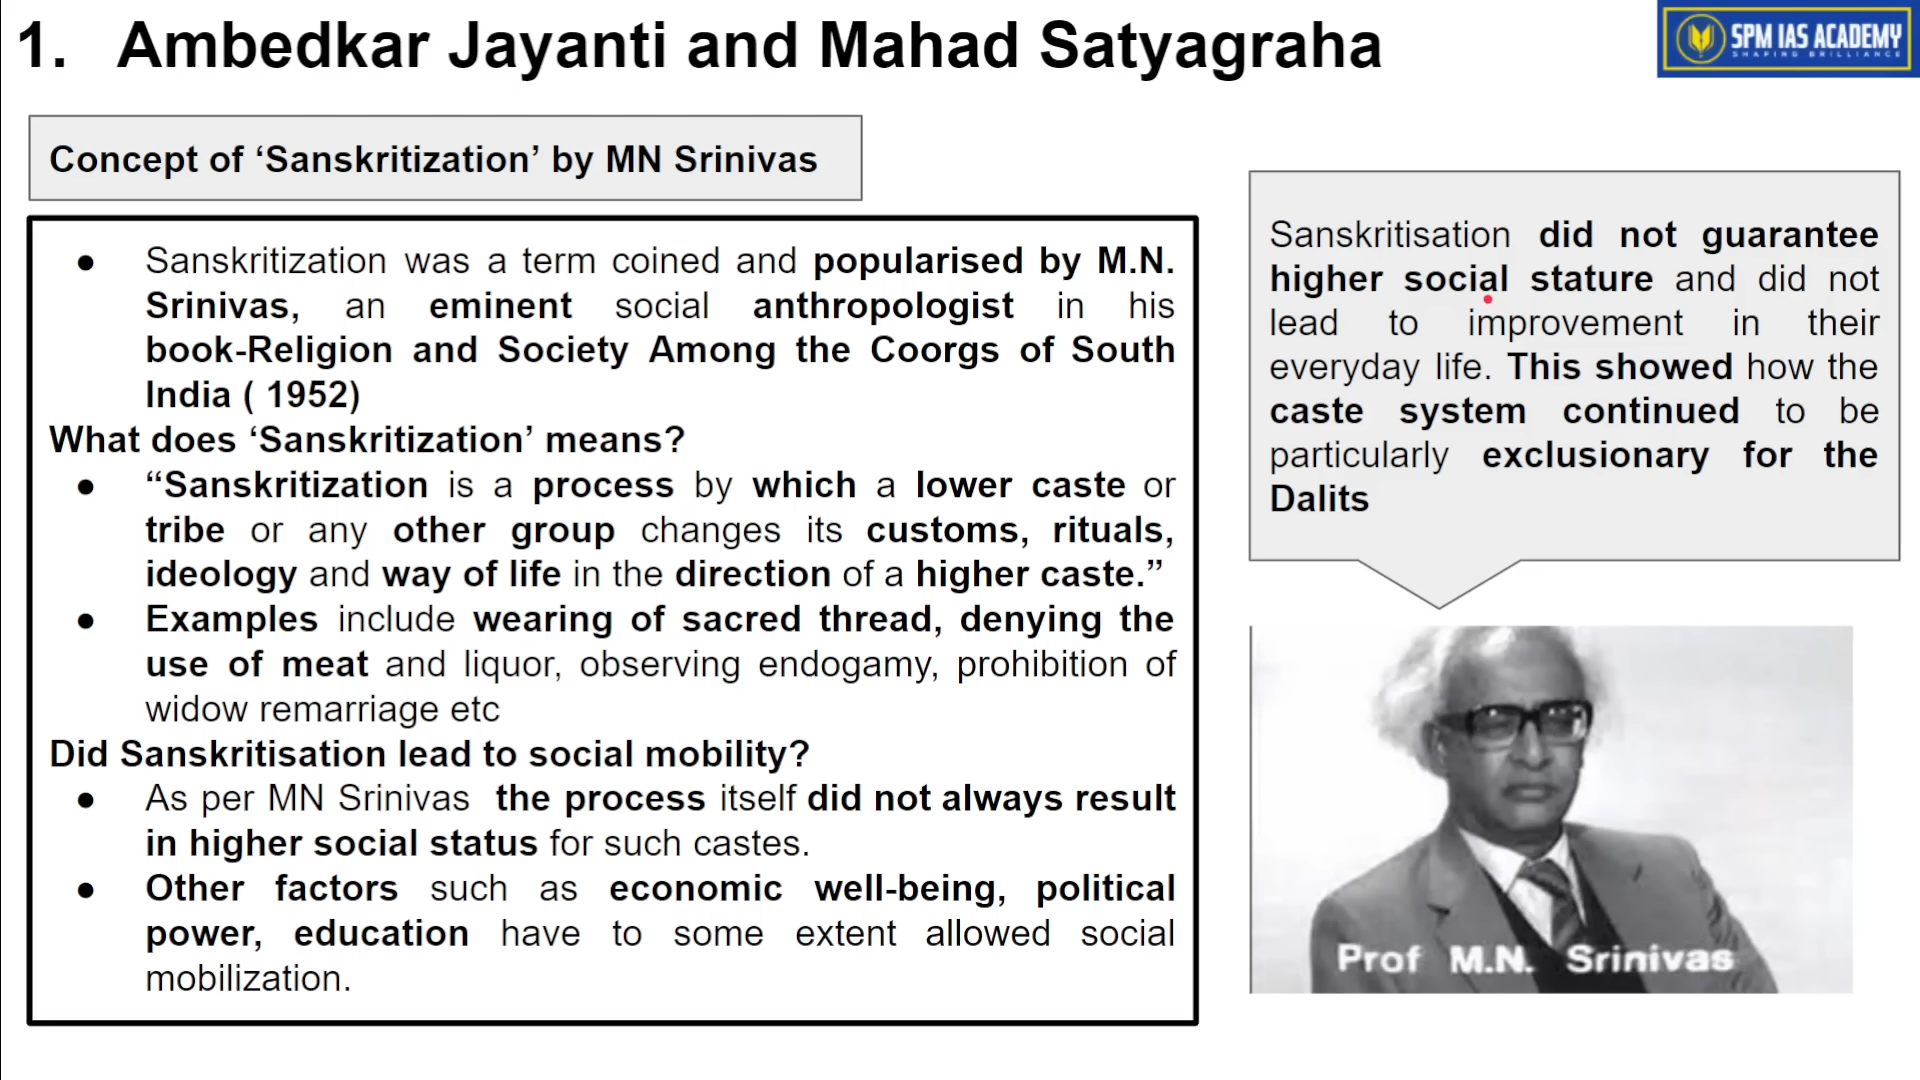 1. Ambedkar Jayanti and Mahad Satyagraha
SPM IAS ACADEMY
SHAPING BRILLIANCE
Concept of ‘Sanskritization’ by MN Srinivas
● Sanskritization was a term coined and popularised by M.N.
Srinivas, an eminent social anthropologist in his
book-Religion and Society Among the Coorgs of South
India ( 1952)
What does ‘Sanskritization’ means?
● “Sanskritization is a process by which a lower caste or
tribe or any other group changes its customs, rituals,
ideology and way of life in the direction of a higher caste.”
● Examples include wearing of sacred thread, denying the
use of meat and liquor, observing endogamy, prohibition of
widow remarriage etc
Did Sanskritisation lead to social mobility?
● As per MN Srinivas the process itself did not always result
in higher social status for such castes.
● Other factors such as economic well-being, political
power, education have to some extent allowed social
mobilization.
Sanskritisation did not guarantee
higher social stature and did not
lead to improvement in their
everyday life. This showed how the
caste system continued to be
particularly exclusionary for the
Dalits
Prof M.N. Srinivas